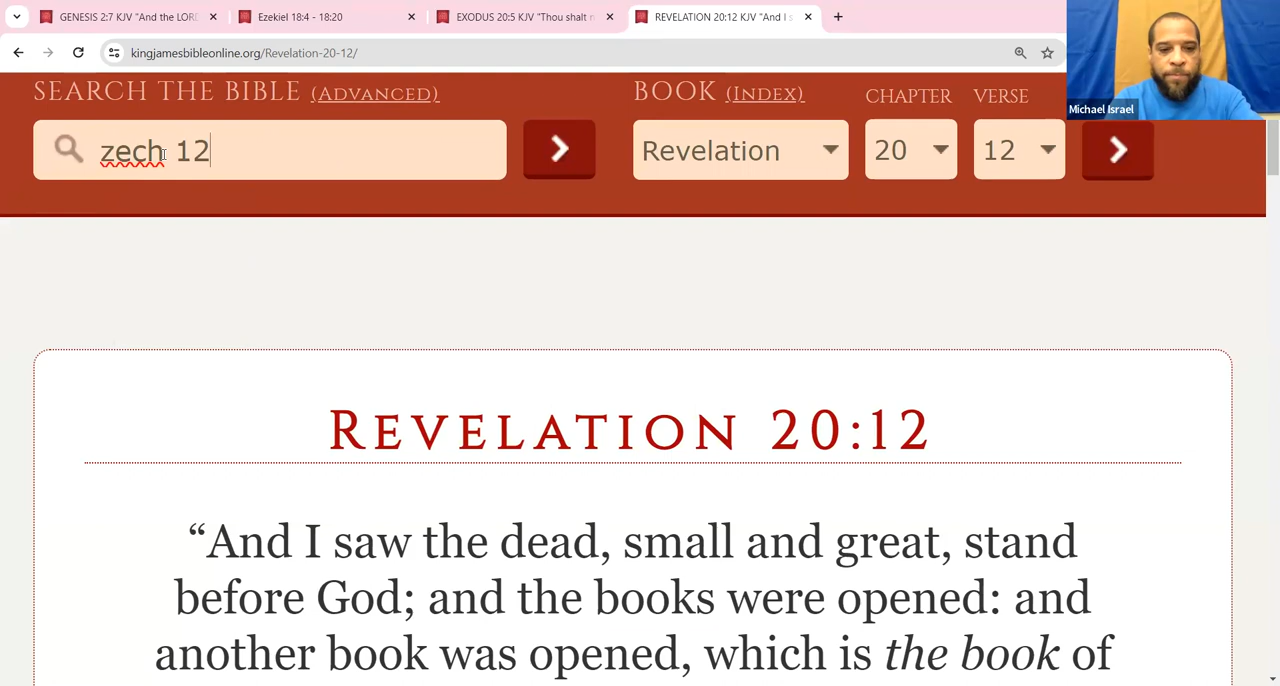 GENESIS 2:7 KJV "And the LORD
Ezekiel 18:4 - 18:20
EXODUS 20:5 KJV "Thou shalt n
REVELATION 20:12 KJV "And I s
kingjamesbibleonline.org/Revelation-20-12/
Michael Israel
SEARCH THE BIBLE (ADVANCED)
BOOK (INDEX)
CHAPTER
VERSE
zech 12
Revelation
20
12
REVELATION 20:12
“And I saw the dead, small and great, stand
before God; and the books were opened: and
another book was opened, which is the book of